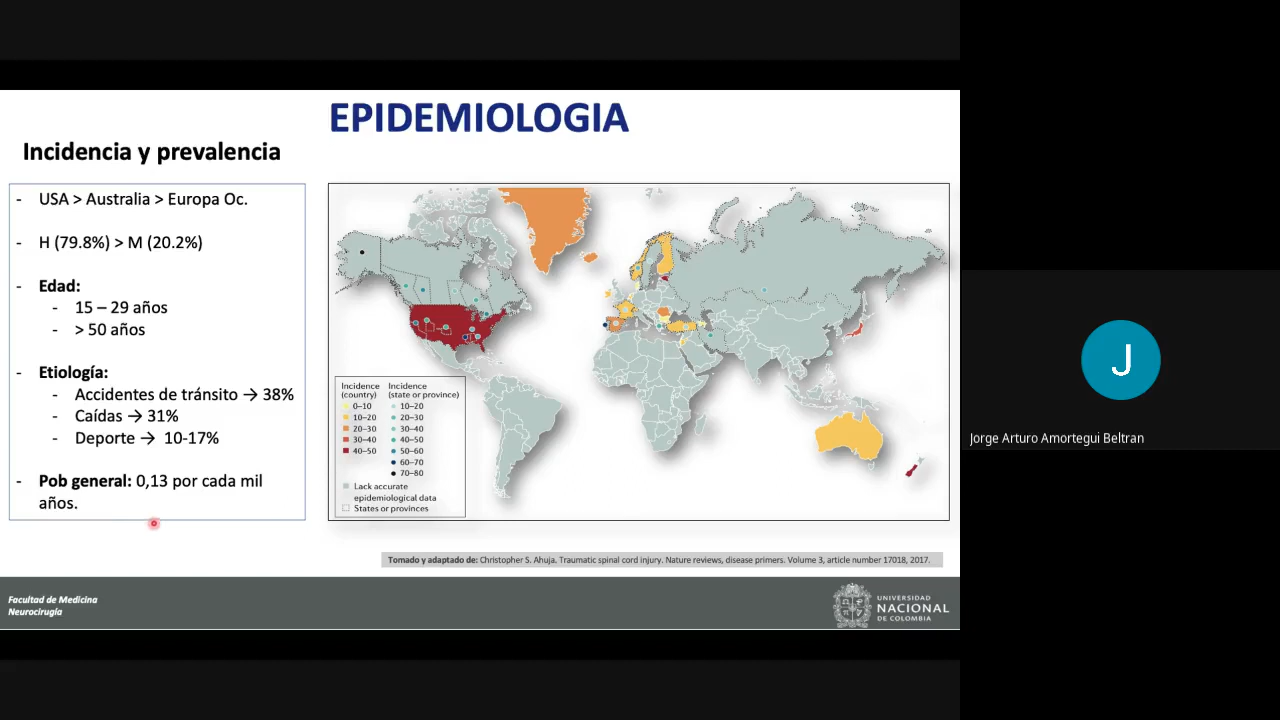 EPIDEMIOLOGIA
Incidencia y prevalencia
- USA > Australia > Europa Oc.
- H (79.8%) > M (20.2%)
- Edad:
- 15 – 29 años
- > 50 años
- Etiología:
- Accidentes de tránsito → 38%
- Caídas → 31%
- Deporte → 10-17%
- Pob general: 0,13 por cada mil
años.
Incidence (country)
0–10
10–20
20–30
30–40
40–50
Incidence (state or province)
10–20
20–30
30–40
40–50
50–60
60–70
70–80
Lack accurate
epidemiological data
States or provinces
Tomado y adaptado de: Christopher S. Ahuja. Traumatic spinal cord injury. Nature reviews, disease primers. Volume 3, article number 17018, 2017.
Facultad de Medicina
Neurocirugía
UNIVERSIDAD
NACIONAL
DE COLOMBIA
J
Jorge Arturo Amortegui Beltran